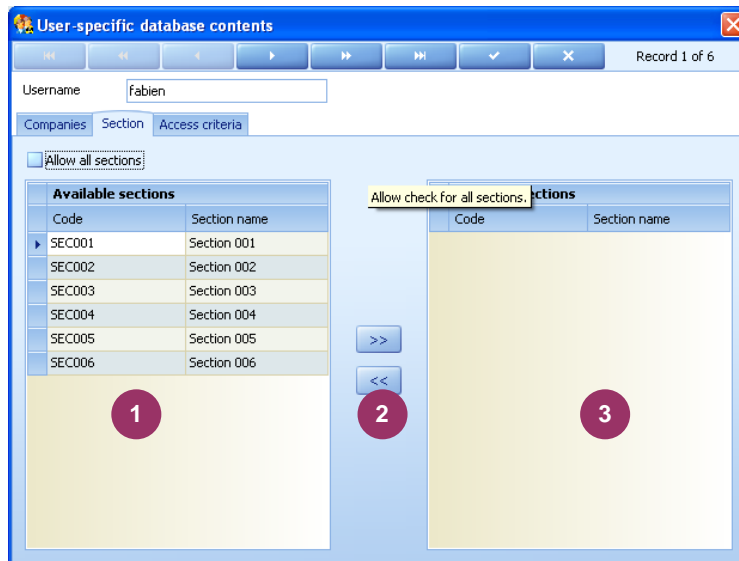 User-specific database contents
Record 1 of 6
Username fabien
Companies Section Access criteria
Allow all sections
Available sections
Allow check for all sections.
ections
Code Section name
Code Section name
SEC001 Section 001
SEC002 Section 002
SEC003 Section 003
SEC004 Section 004
SEC005 Section 005
SEC006 Section 006
>>
<<
1
2
3